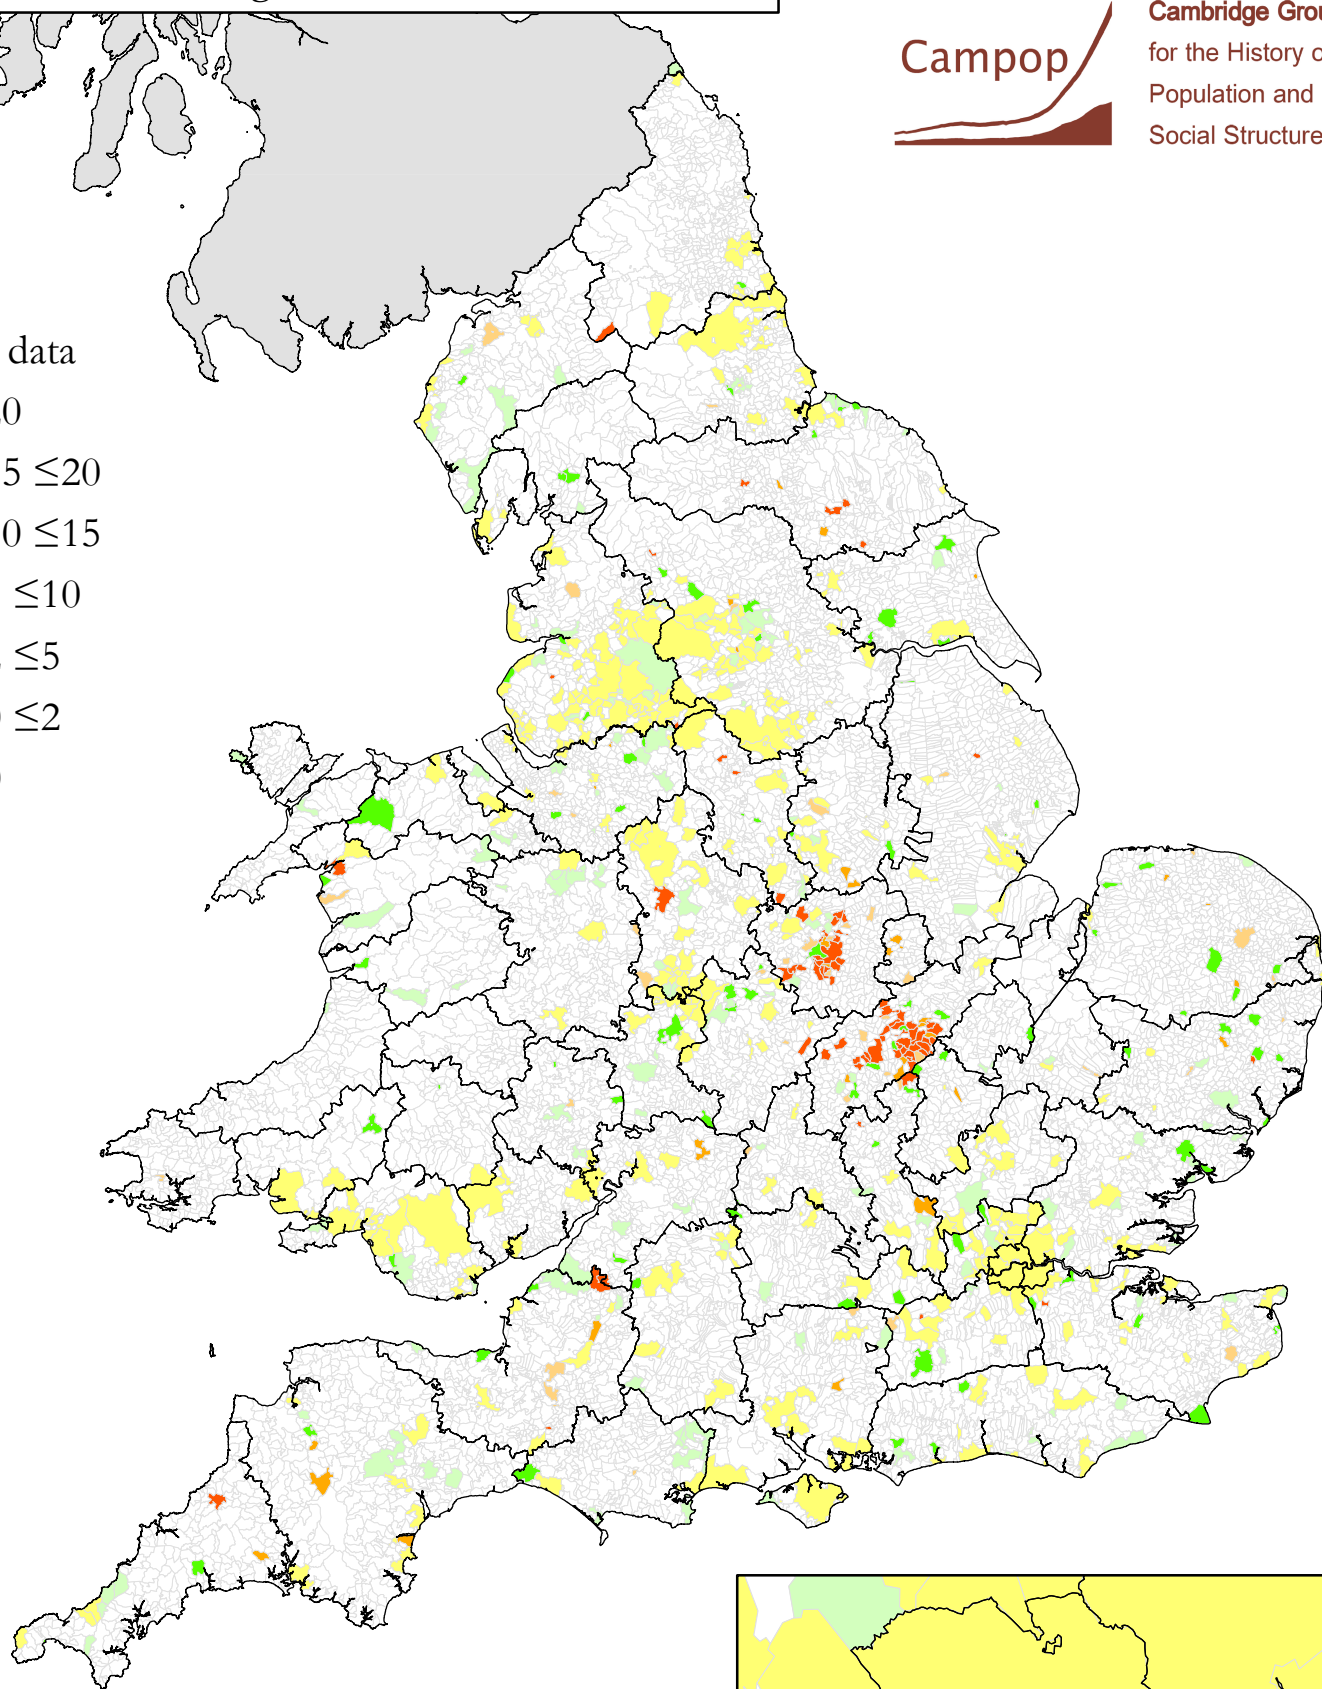 Campop
Cambridge Grou
for the History o
Population and
Social Structure
data
0
5 ≤20
0 ≤15
≤10
≤5
≤2